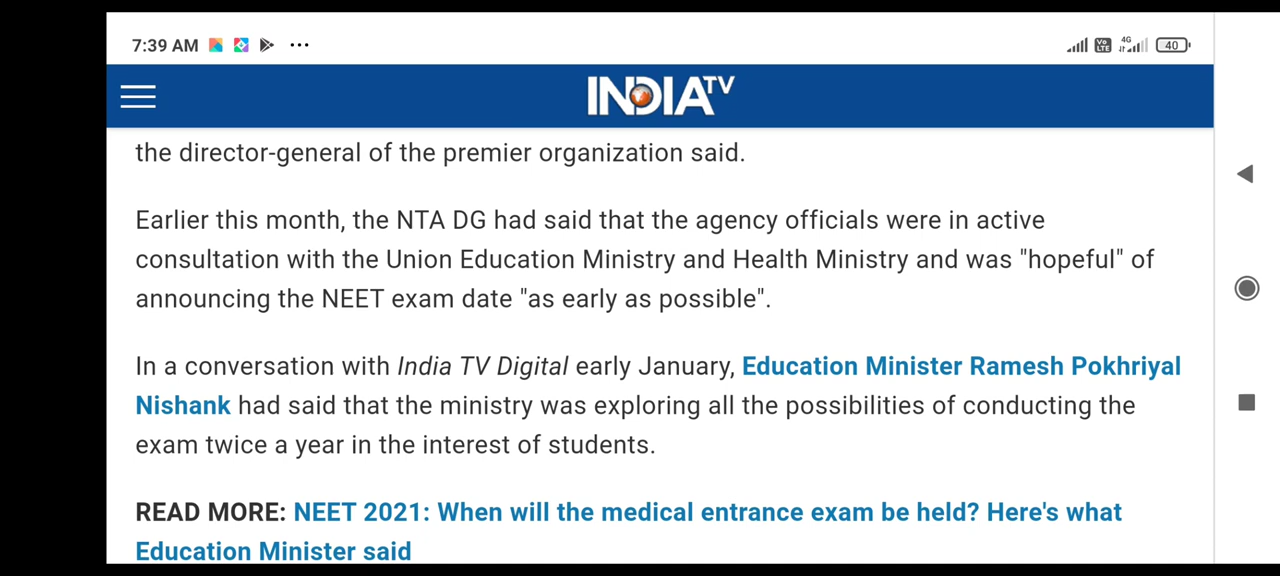 7:39 AM
Vo LTE 4G 40
INDIA TV
the director-general of the premier organization said.
Earlier this month, the NTA DG had said that the agency officials were in active
consultation with the Union Education Ministry and Health Ministry and was "hopeful" of
announcing the NEET exam date "as early as possible".
In a conversation with India TV Digital early January, Education Minister Ramesh Pokhriyal
Nishank had said that the ministry was exploring all the possibilities of conducting the
exam twice a year in the interest of students.
READ MORE: NEET 2021: When will the medical entrance exam be held? Here's what
Education Minister said